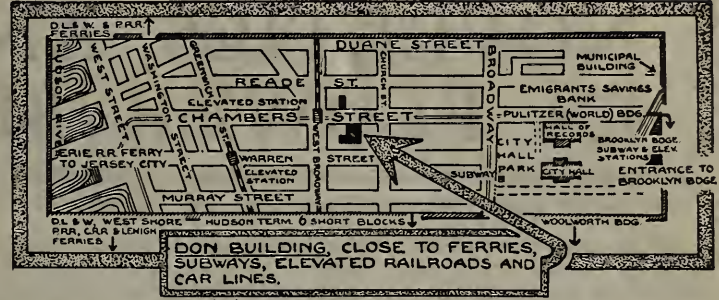 D.L.& W. & P.R.R.
FERRIES
HUDSON RIVER
WEST STREET
WASHINGTON STREET
GREENWICH ST.
DUANE STREET
READE ST.
CHURCH ST.
BROADWAY
MUNICIPAL
BUILDING
ELEVATED STATION
EMIGRANTS SAVINGS
BANK
CHAMBERS STREET
PULITZER (WORLD) BDG.
HALL OF
RECORDS
BROOKLYN BDGE.
SUBWAY & ELEV.
STATIONS
ERIE R.R. FERRY
TO JERSEY CITY
WEST BROADWAY
WARREN STREET
ELEVATED
STATION
CITY
HALL
PARK
CITY HALL
SUBWAY
ENTRANCE TO
BROOKLYN BDGE
MURRAY STREET
D.L.& W., WEST SHORE
P.R.R., C.R.R & LEHIGH
FERRIES
HUDSON TERM. 6 SHORT BLOCKS
WOOLWORTH BDG.
DON BUILDING, CLOSE TO FERRIES,
SUBWAYS, ELEVATED RAILROADS AND
CAR LINES.